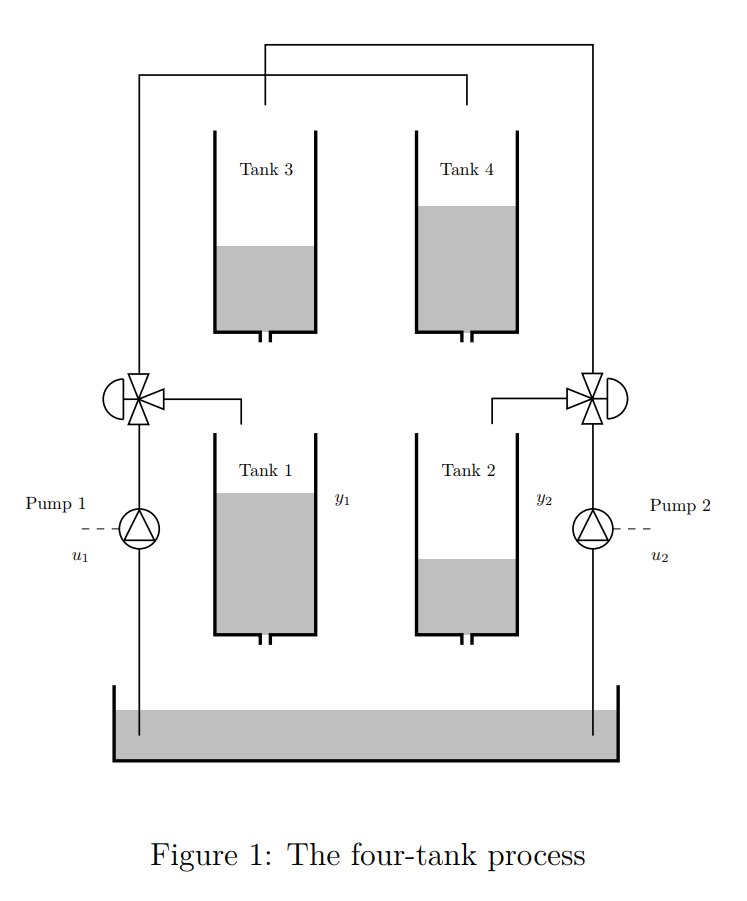 Tank 3
Tank 4
Tank 1
Tank 2
y₁
y₂
Pump 1
Pump 2
u₁
u₂
Figure 1: The four-tank process